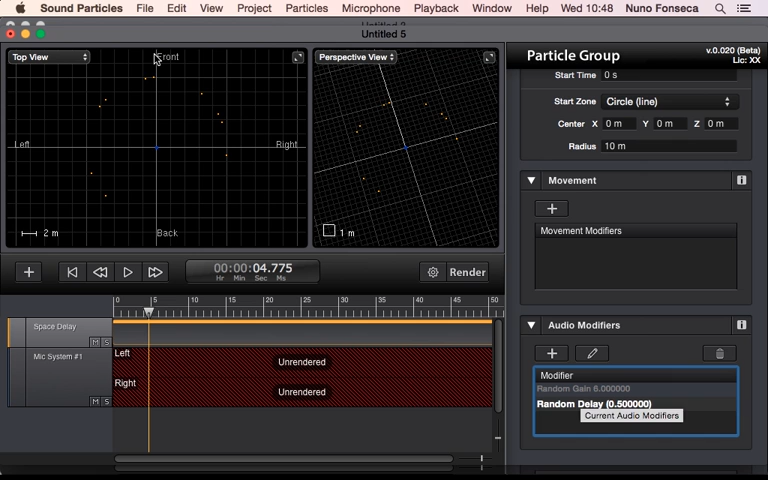 Sound Particles File Edit View Project Particles Microphone Playback Window Help Wed 10:48 Nuno Fonseca
Untitled 5
Top View
Front
Left
Right
Back
2 m
Perspective View
1 m
Particle Group
v.0.020 (Beta)
Lic: XX
Start Time 0 s
Start Zone Circle (line)
Center X 0 m Y 0 m Z 0 m
Radius 10 m
Movement
Movement Modifiers
00:00:04.775
Hr Min Sec Ms
Render
0 5 10 15 20 25 30 35 40 45 50
Space Delay
M S
Mic System #1
M S
Left
Unrendered
Right
Unrendered
Audio Modifiers
Modifier
Random Gain 6.000000
Random Delay (0.500000)
Current Audio Modifiers